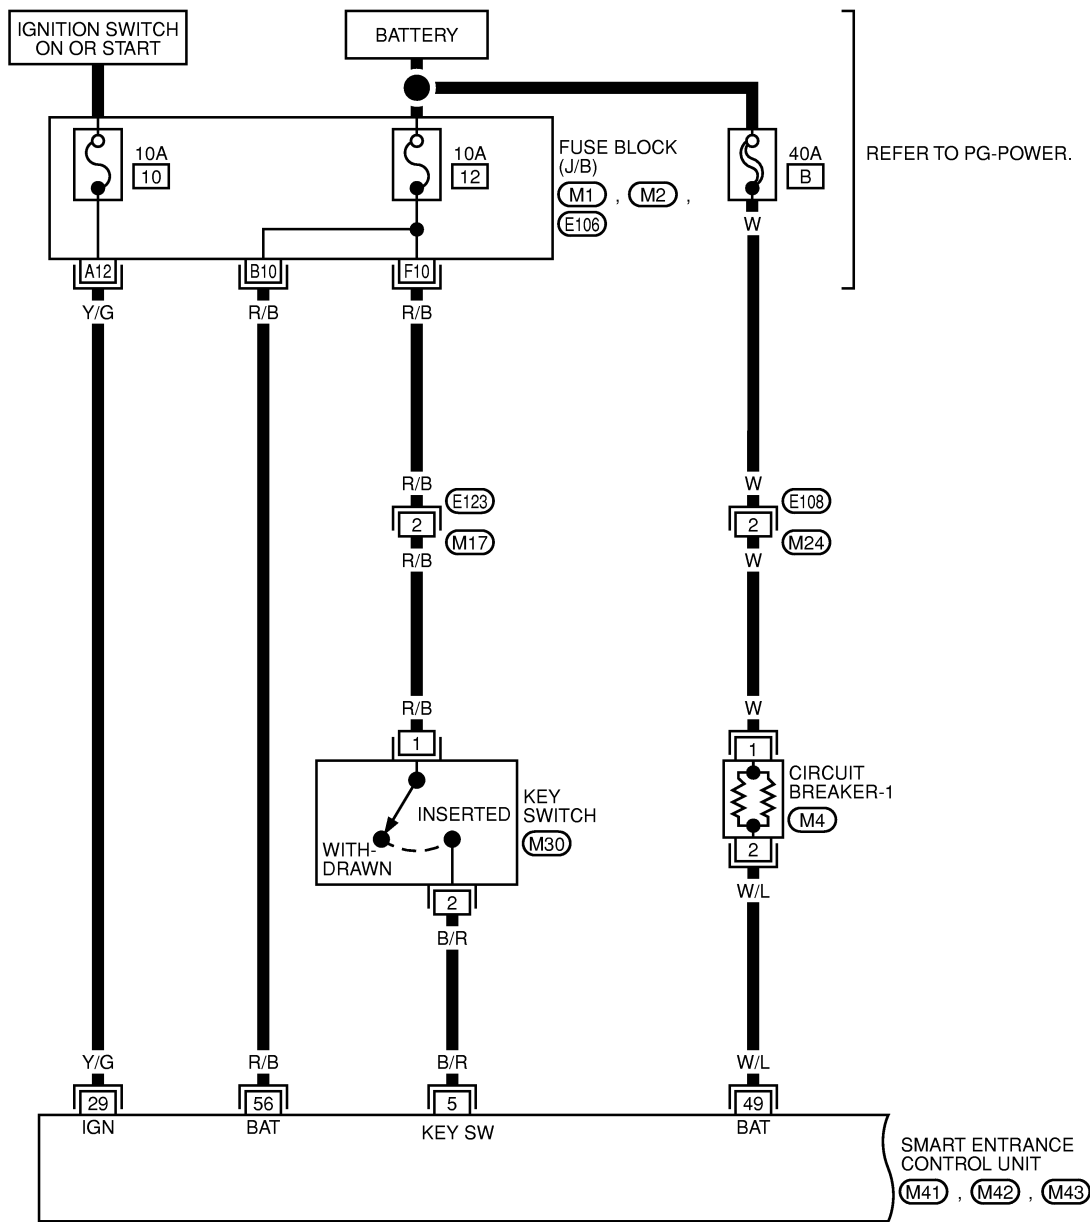 IGNITION SWITCH
ON OR START
BATTERY
10A
10
10A
12
FUSE BLOCK
(J/B)
M1 , M2 ,
E106
40A
B
REFER TO PG-POWER.
W
A12
B10
F10
Y/G
R/B
R/B
R/B
E123
2
M17
R/B
W
E108
2
M24
W
R/B
W
1
1
INSERTED
WITH-
DRAWN
KEY
SWITCH
M30
CIRCUIT
BREAKER-1
M4
2
2
B/R
W/L
Y/G
R/B
B/R
W/L
29
56
5
49
IGN
BAT
KEY SW
BAT
SMART ENTRANCE
CONTROL UNIT
M41 , M42 , M43